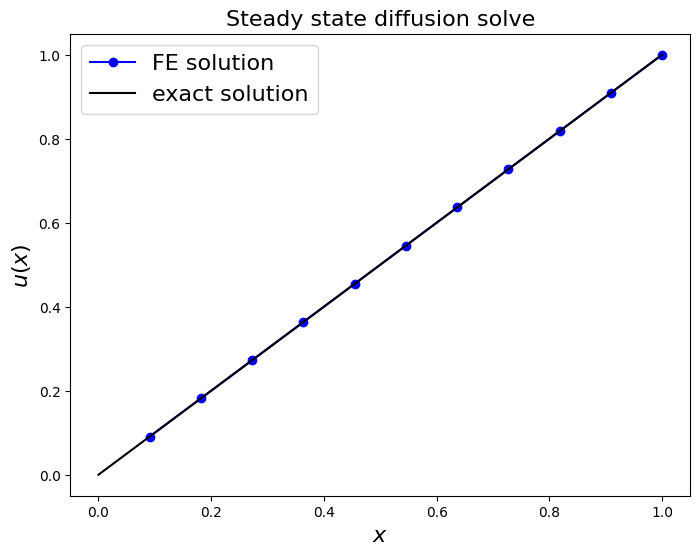 Steady state diffusion solve
FE solution
exact solution
1.0
0.8
0.6
0.4
0.2
0.0
u(x)
0.0 0.2 0.4 0.6 0.8 1.0
x